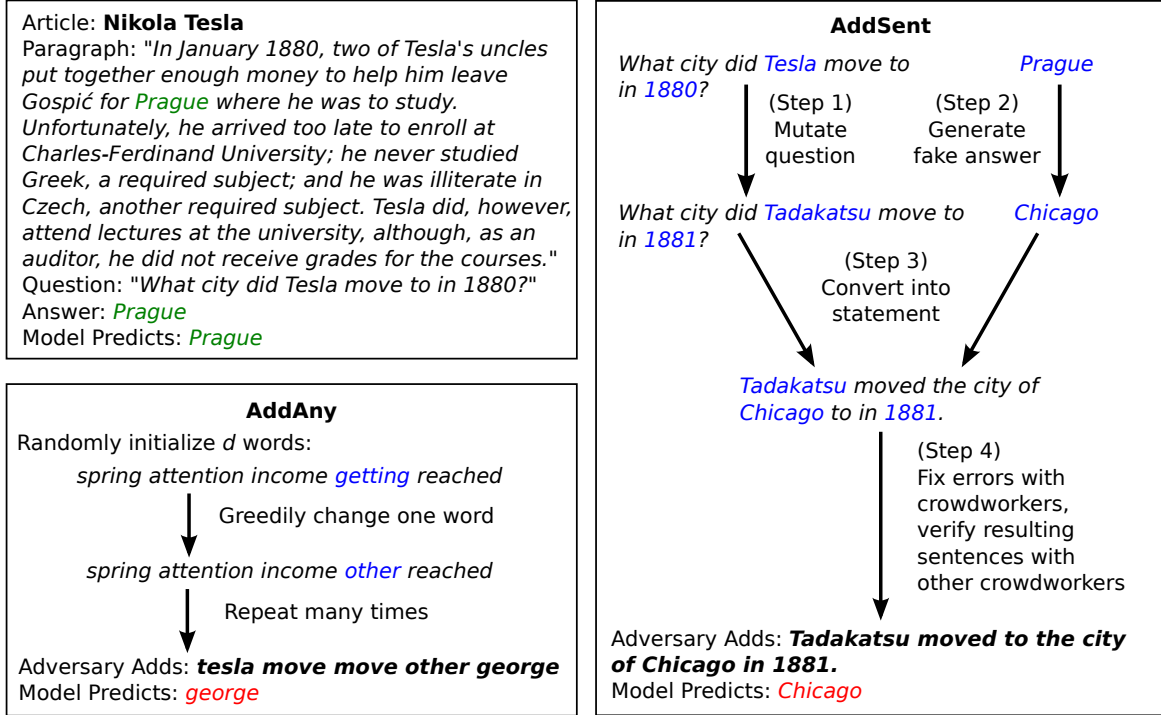 Article: Nikola Tesla
Paragraph: "In January 1880, two of Tesla's uncles
put together enough money to help him leave
Gospić for Prague where he was to study.
Unfortunately, he arrived too late to enroll at
Charles-Ferdinand University; he never studied
Greek, a required subject; and he was illiterate in
Czech, another required subject. Tesla did, however,
attend lectures at the university, although, as an
auditor, he did not receive grades for the courses."
Question: "What city did Tesla move to in 1880?"
Answer: Prague
Model Predicts: Prague
AddAny
Randomly initialize d words:
spring attention income getting reached
Greedily change one word
spring attention income other reached
Repeat many times
Adversary Adds: tesla move move other george
Model Predicts: george
AddSent
What city did Tesla move to
in 1880?
Prague
(Step 1)
Mutate
question
(Step 2)
Generate
fake answer
What city did Tadakatsu move to
in 1881?
Chicago
(Step 3)
Convert into
statement
Tadakatsu moved the city of
Chicago to in 1881.
(Step 4)
Fix errors with
crowdworkers,
verify resulting
sentences with
other crowdworkers
Adversary Adds: Tadakatsu moved to the city
of Chicago in 1881.
Model Predicts: Chicago